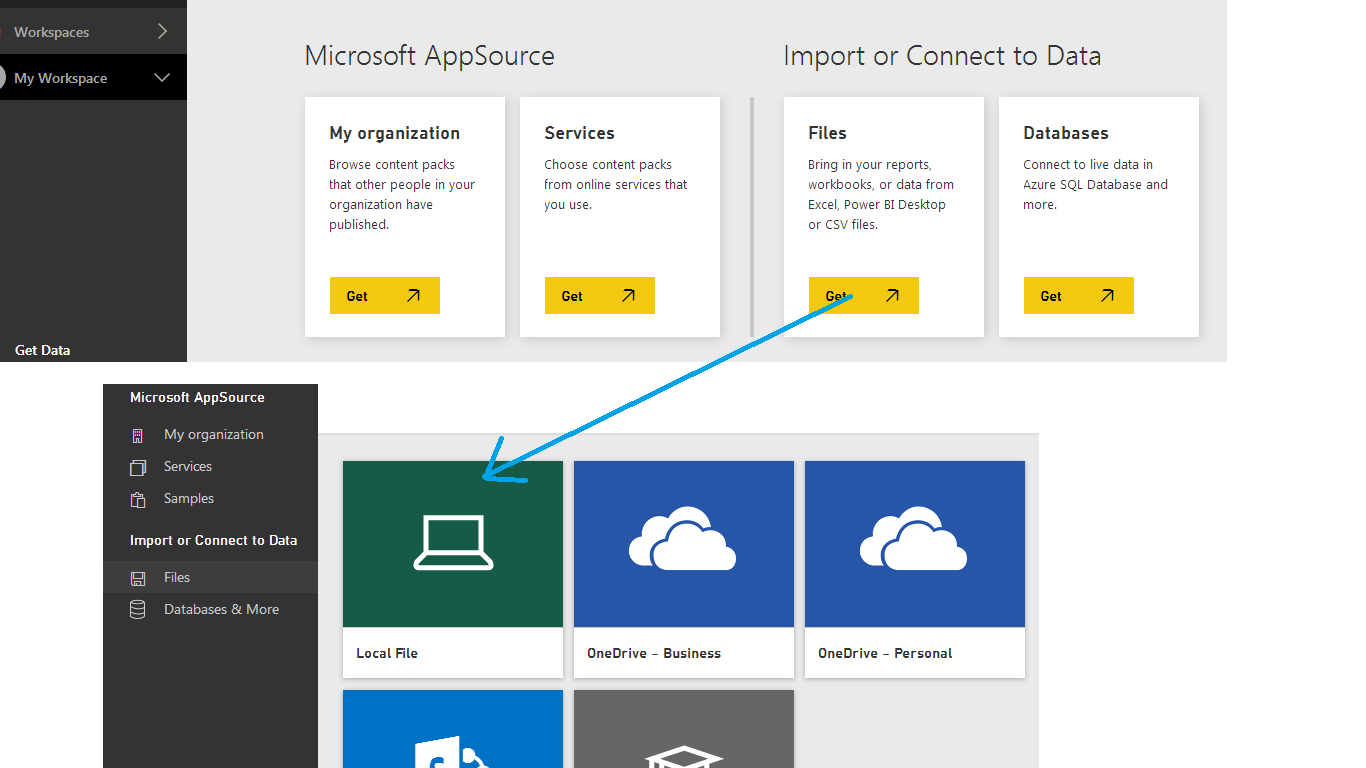 Workspaces
My Workspace
Get Data
Microsoft AppSource
Import or Connect to Data
My organization
Browse content packs
that other people in your
organization have
published.
Get
Services
Choose content packs
from online services that
you use.
Get
Files
Bring in your reports,
workbooks, or data from
Excel, Power BI Desktop
or CSV files.
Get
Databases
Connect to live data in
Azure SQL Database and
more.
Get
Microsoft AppSource
My organization
Services
Samples
Import or Connect to Data
Files
Databases & More
Local File
OneDrive – Business
OneDrive – Personal